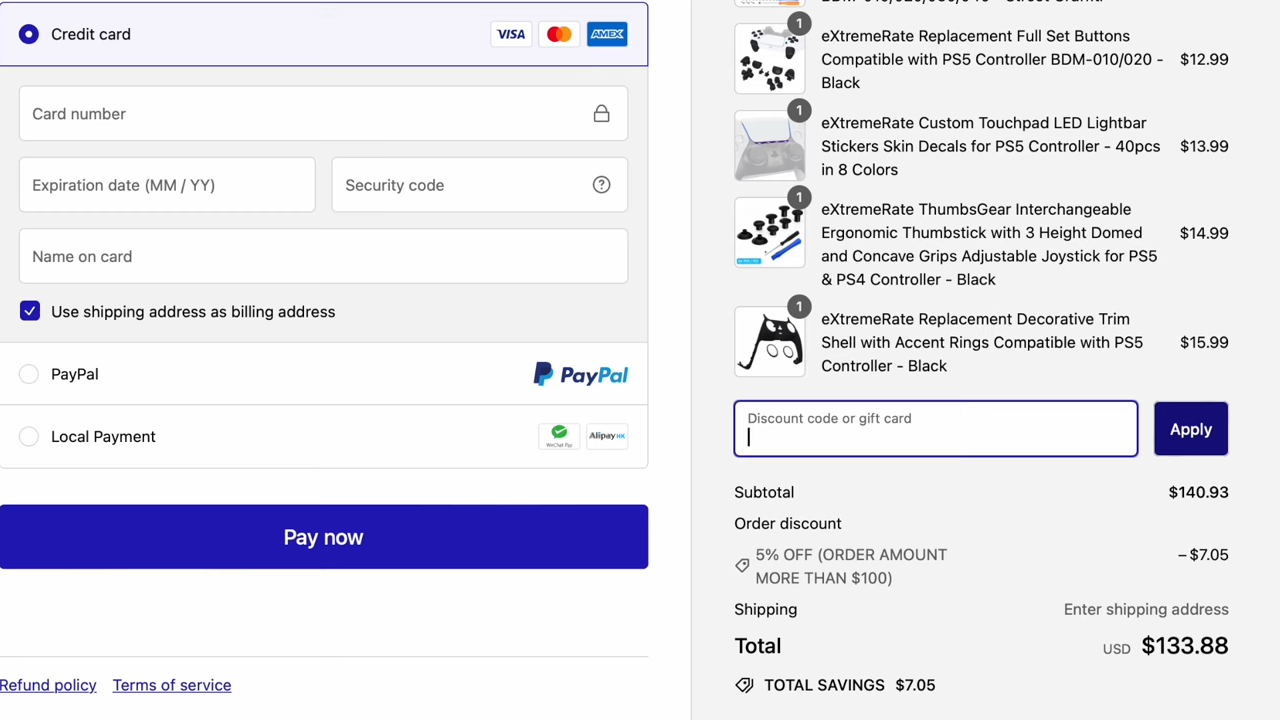 Credit card
VISA
AMEX
Card number
Expiration date (MM / YY)
Security code
Name on card
Use shipping address as billing address
PayPal
PayPal
Local Payment
WeChat Pay
Alipay HK
Pay now
Refund policy
Terms of service
1
eXtremeRate Replacement Full Set Buttons
Compatible with PS5 Controller BDM-010/020 -
Black
$12.99
1
eXtremeRate Custom Touchpad LED Lightbar
Stickers Skin Decals for PS5 Controller - 40pcs
in 8 Colors
$13.99
1
eXtremeRate ThumbsGear Interchangeable
Ergonomic Thumbstick with 3 Height Domed
and Concave Grips Adjustable Joystick for PS5
& PS4 Controller - Black
$14.99
1
eXtremeRate Replacement Decorative Trim
Shell with Accent Rings Compatible with PS5
Controller - Black
$15.99
Discount code or gift card
Apply
Subtotal
$140.93
Order discount
5% OFF (ORDER AMOUNT
MORE THAN $100)
– $7.05
Shipping
Enter shipping address
Total
USD $133.88
TOTAL SAVINGS $7.05